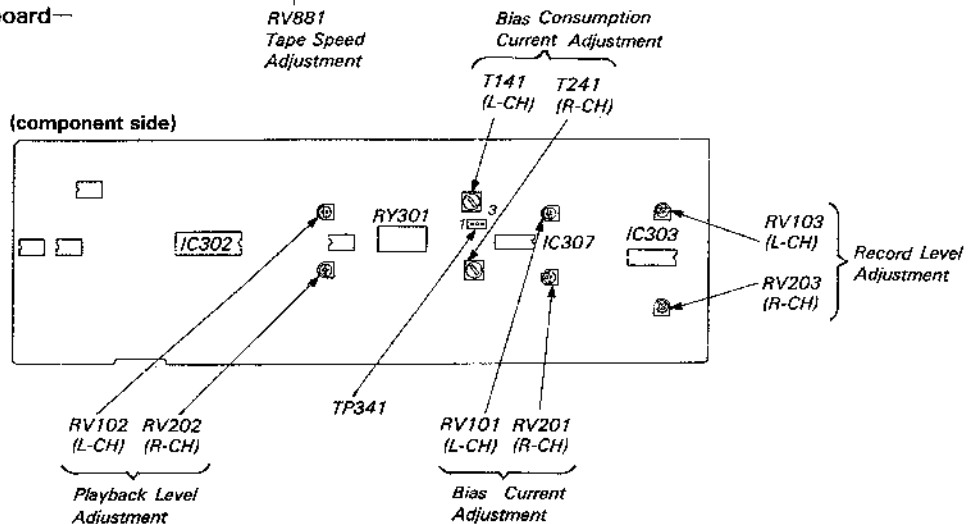 oard
RV881
Tape Speed
Adjustment
Bias Consumption
Current Adjustment
T141
(L-CH)
T241
(R-CH)
(component side)
3
1
RY301
IC302
IC307
IC303
RV103
(L-CH)
RV203
(R-CH)
Record Level
Adjustment
TP341
RV102
(L-CH)
RV202
(R-CH)
RV101
(L-CH)
RV201
(R-CH)
Playback Level
Adjustment
Bias Current
Adjustment